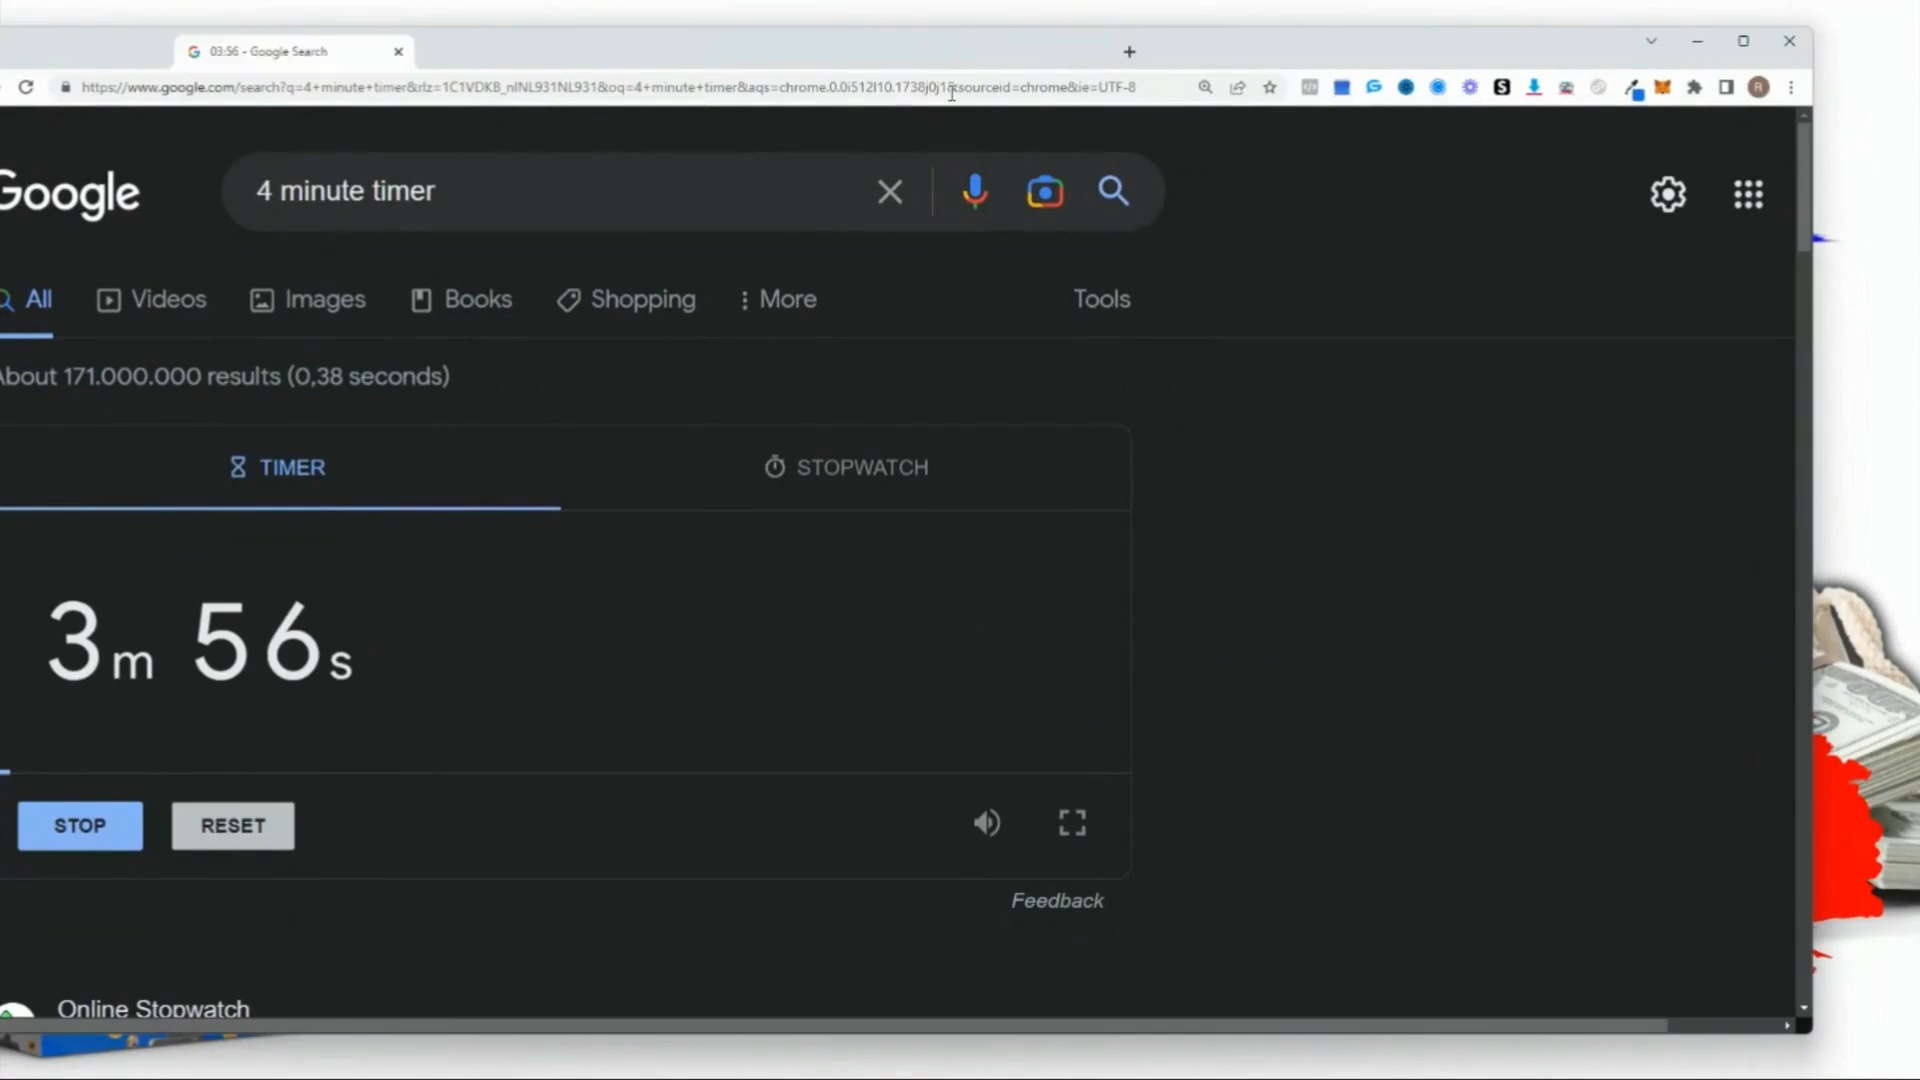 03:56 - Google Search
https://www.google.com/search?q=4+minute+timer&rlz=1C1VDKB_nlNL931NL931&oq=4+minute+timer&aqs=chrome.0.0i512l10.1738j0j1&sourceid=chrome&ie=UTF-8
S
R
Google
4 minute timer
All
Videos
Images
Books
Shopping
More
Tools
About 171.000.000 results (0,38 seconds)
TIMER
STOPWATCH
3m 56s
STOP
RESET
Feedback
Online Stopwatch